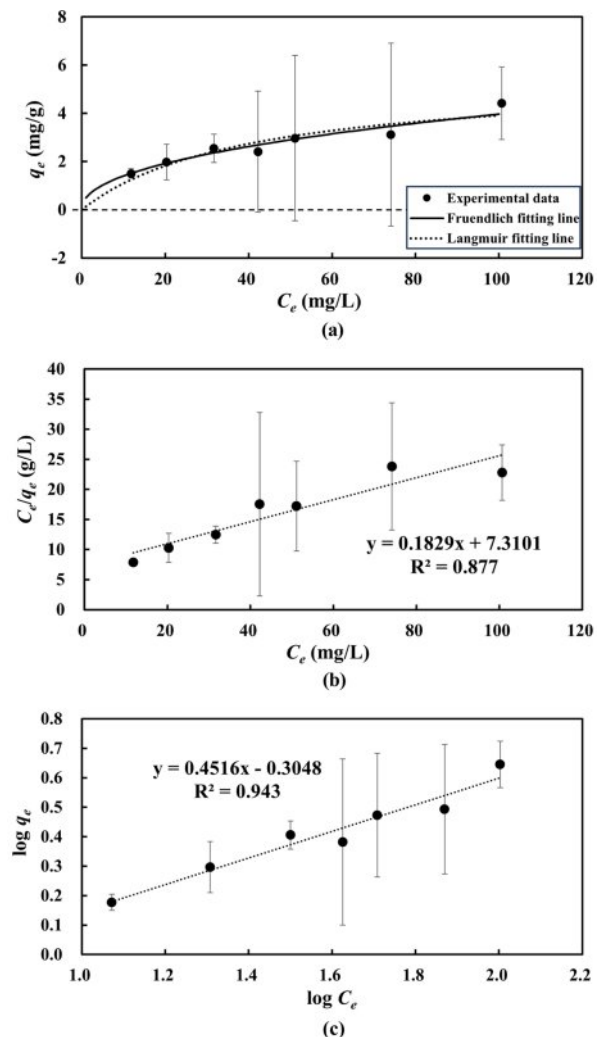 8
6
4
2
0
-2
qe (mg/g)
Experimental data
Fruendlich fitting line
Langmuir fitting line
0 20 40 60 80 100 120
Ce (mg/L)
(a)
40
35
30
25
20
15
10
5
0
Ce/qe (g/L)
y = 0.1829x + 7.3101
R² = 0.877
0 20 40 60 80 100 120
Ce (mg/L)
(b)
0.8
0.7
0.6
0.5
0.4
0.3
0.2
0.1
0.0
log qe
y = 0.4516x - 0.3048
R² = 0.943
1.0 1.2 1.4 1.6 1.8 2.0 2.2
log Ce
(c)